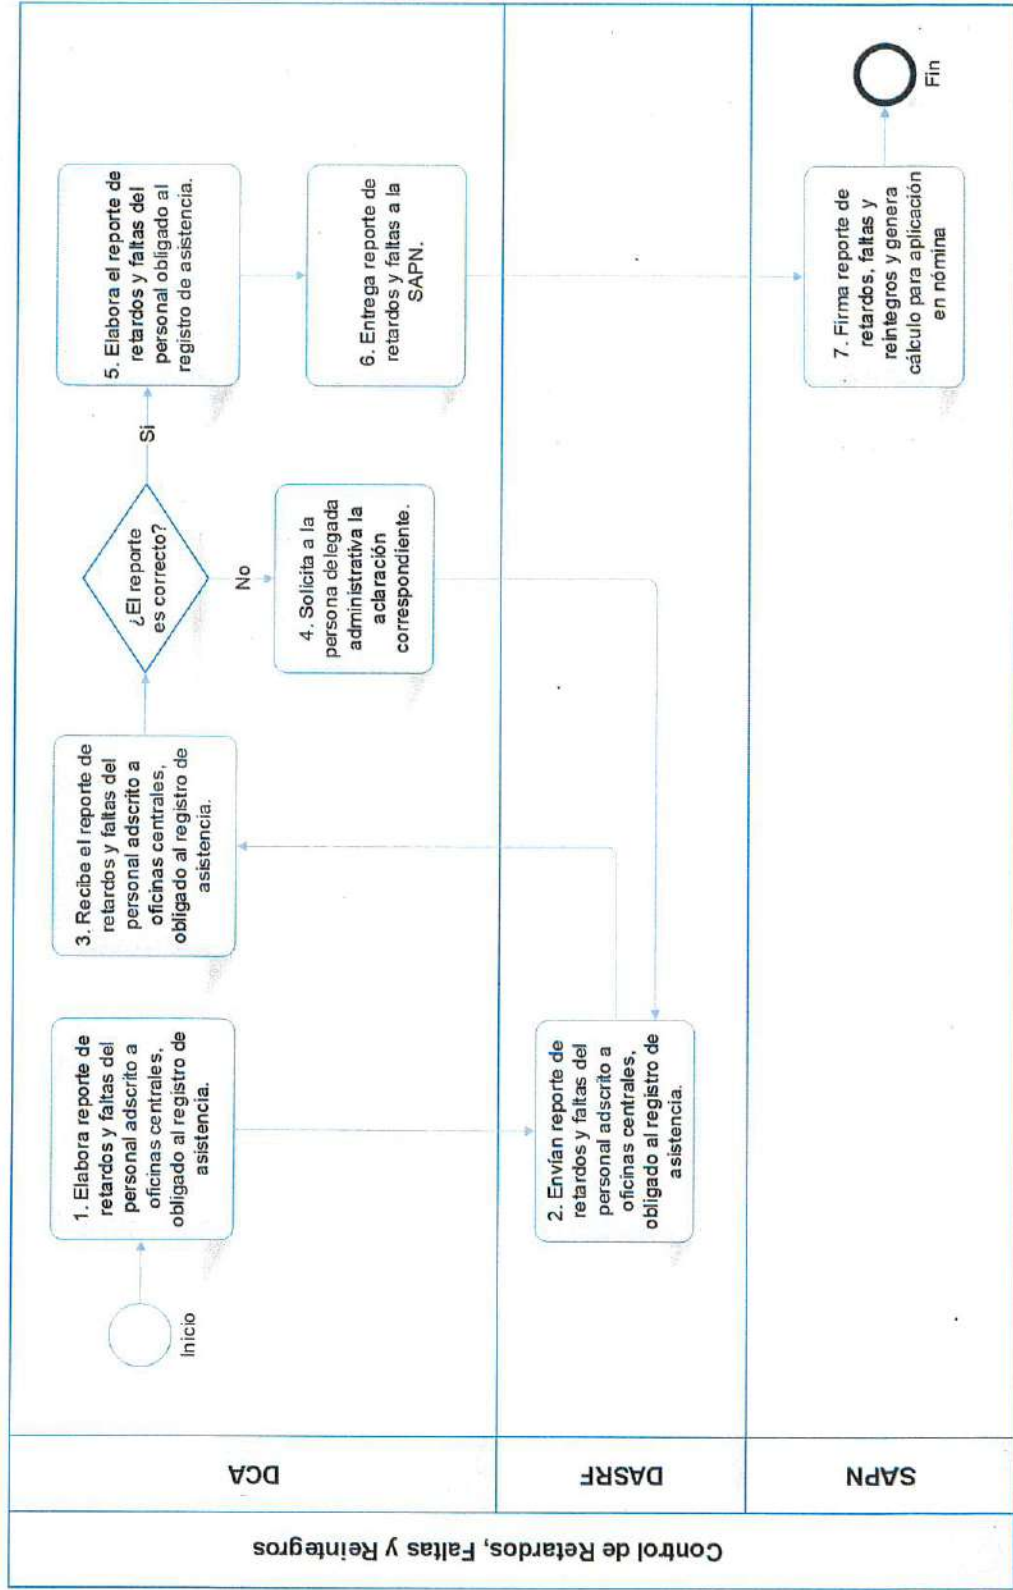 Control de Retardos, Faltas y Reintegros
DCA
Inicio
1. Elabora reporte de
retardos y faltas del
personal adscrito a
oficinas centrales,
obligado al registro de
asistencia.
3. Recibe el reporte de
retardos y faltas del
personal adscrito a
oficinas centrales,
obligado al registro de
asistencia.
¿El reporte
es correcto?
Si
No
4. Solicita a la
persona delegada
administrativa la
aclaración
correspondiente.
5. Elabora el reporte de
retardos y faltas del
personal obligado al
registro de asistencia.
6. Entrega reporte de
retardos y faltas a la
SAPN.
DASRF
2. Envían reporte de
retardos y faltas del
personal adscrito a
oficinas centrales,
obligado al registro de
asistencia.
SAPN
7. Firma reporte de
retardos, faltas y
reintegros y genera
cálculo para aplicación
en nómina
Fin